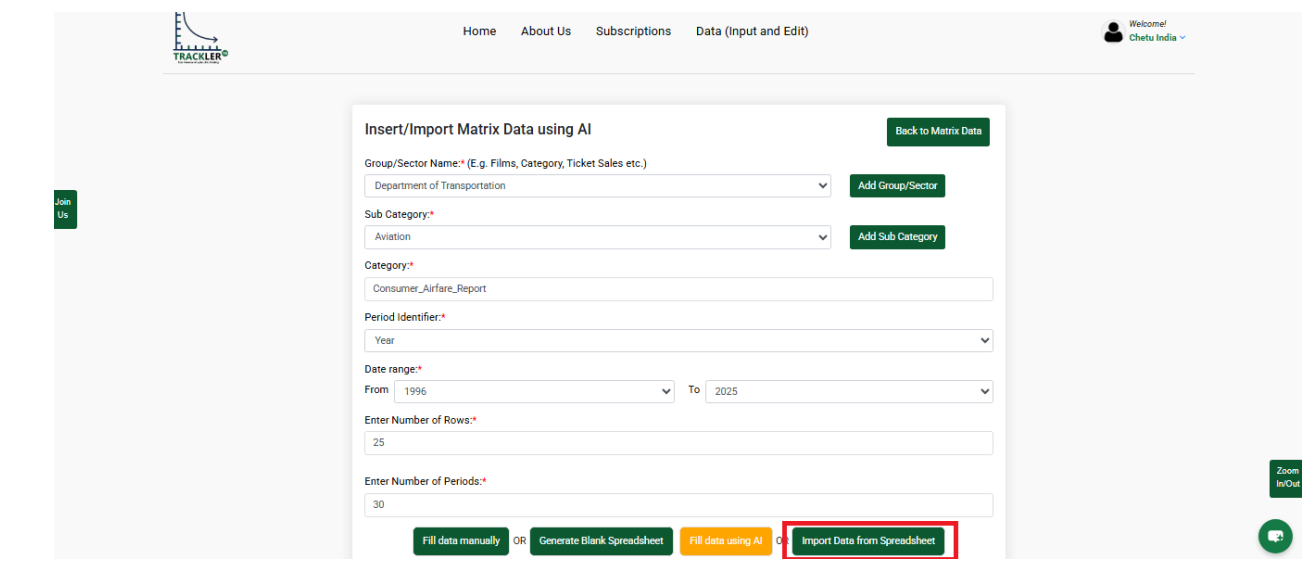 TRACKLER
Home About Us Subscriptions Data (Input and Edit)
Welcome!
Chetu India
Insert/Import Matrix Data using AI
Back to Matrix Data
Group/Sector Name:* (E.g. Films, Category, Ticket Sales etc.)
Department of Transportation
Add Group/Sector
Join
Us
Sub Category:*
Aviation
Add Sub Category
Category:*
Consumer_Airfare_Report
Period Identifier:*
Year
Date range:*
From 1996 To 2025
Enter Number of Rows:*
25
Enter Number of Periods:*
30
Zoom
In/Out
Fill data manually OR Generate Blank Spreadsheet Fill data using AI OR Import Data from Spreadsheet